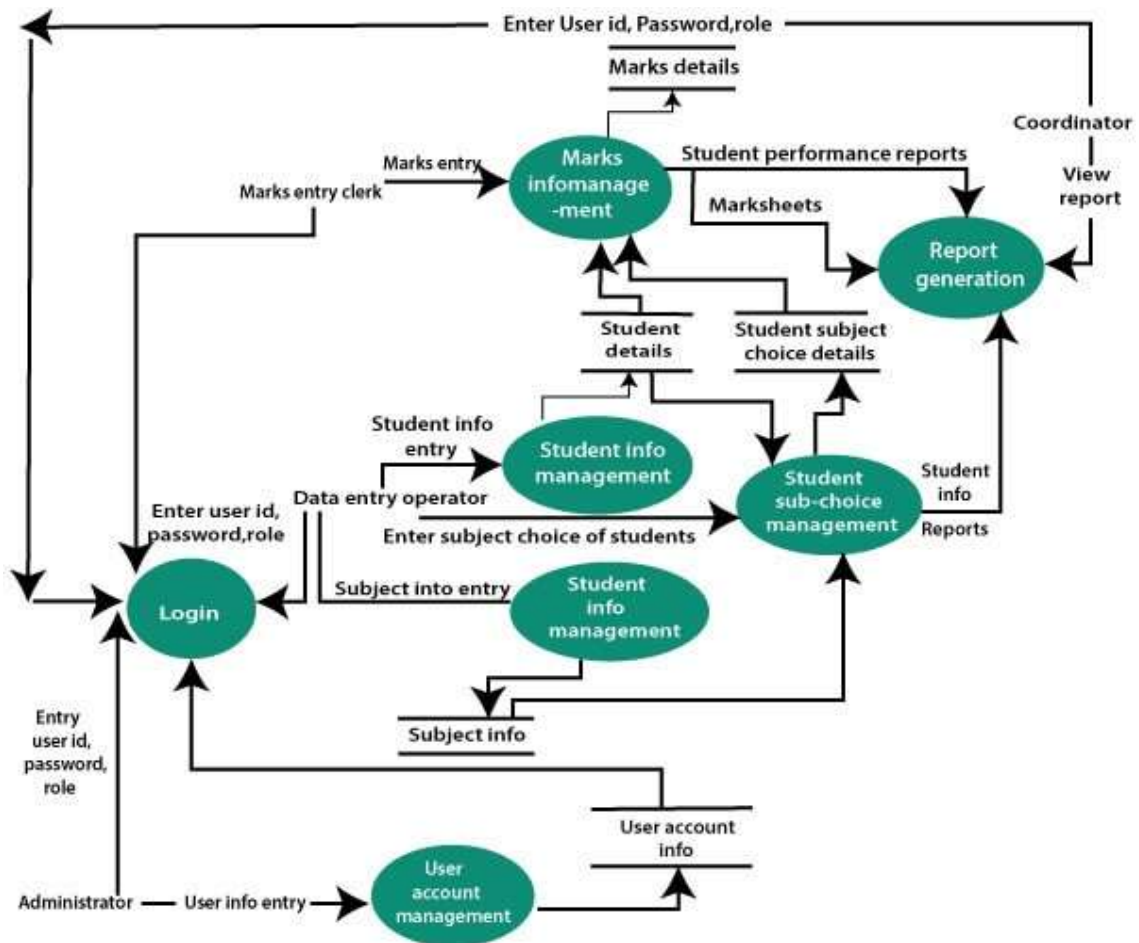 Enter User id, Password,role
Marks details
Coordinator
View
report
Marks entry
Marks
infomanage
-ment
Student performance reports
Marks entry clerk
Marksheets
Report
generation
Student
details
Student subject
choice details
Student info
entry
Student info
management
Student
sub-choice
management
Student
info
Reports
Data entry operator
Enter user id,
password,role
Enter subject choice of students
Login
Subject into entry
Student
info
management
Entry
user id,
password,
role
Subject info
User account
info
User
account
management
Administrator
User info entry